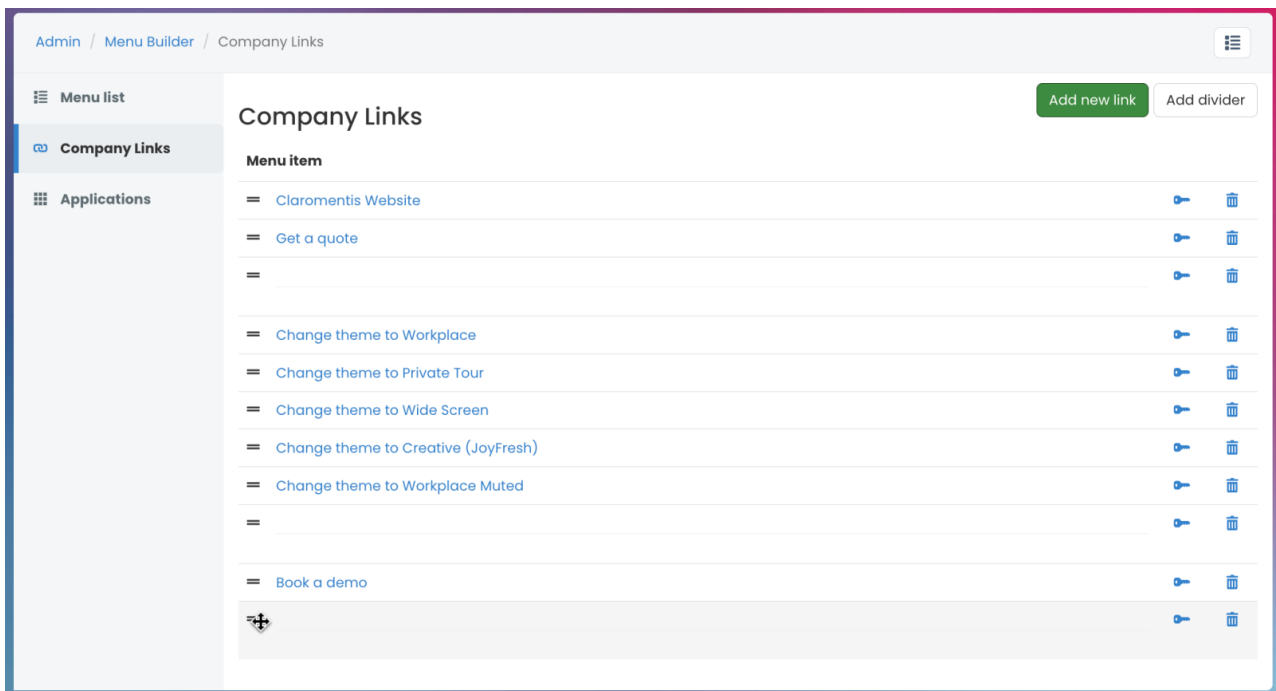 Admin / Menu Builder / Company Links
Menu list
Company Links
Applications
Company Links
Add new link
Add divider
Menu item
Claromentis Website
Get a quote
Change theme to Workplace
Change theme to Private Tour
Change theme to Wide Screen
Change theme to Creative (JoyFresh)
Change theme to Workplace Muted
Book a demo